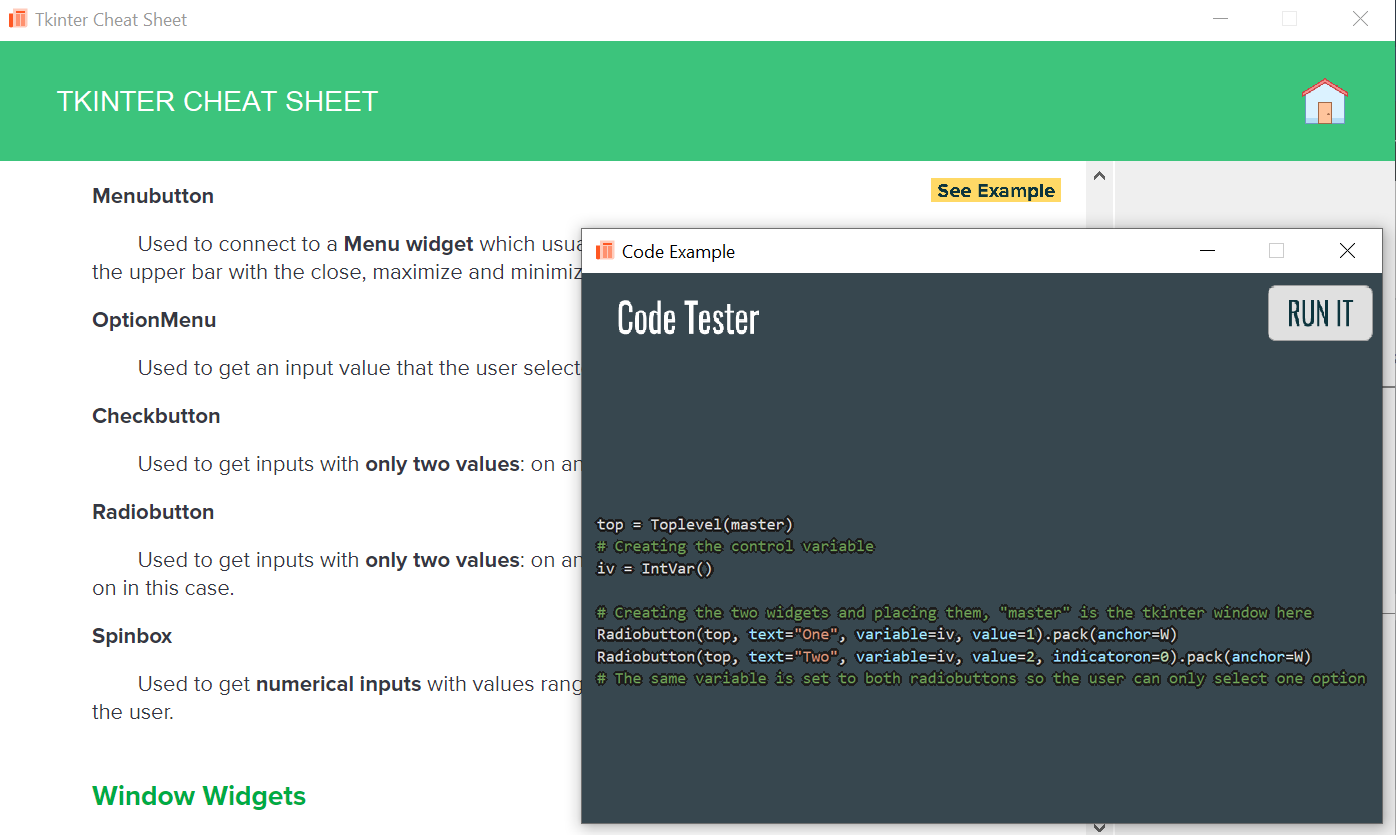 Tkinter Cheat Sheet
TKINTER CHEAT SHEET
Menubutton
See Example
Used to connect to a Menu widget which usua
the upper bar with the close, maximize and minimiz
OptionMenu
Used to get an input value that the user select
Checkbutton
Used to get inputs with only two values: on an
Radiobutton
Used to get inputs with only two values: on an
on in this case.
Spinbox
Used to get numerical inputs with values rang
the user.
Window Widgets
Code Example
Code Tester
RUN IT
top = Toplevel(master)
# Creating the control variable
iv = IntVar()
# Creating the two widgets and placing them, "master" is the tkinter window here
Radiobutton(top, text="One", variable=iv, value=1).pack(anchor=W)
Radiobutton(top, text="Two", variable=iv, value=2, indicatoron=0).pack(anchor=W)
# The same variable is set to both radiobuttons so the user can only select one option